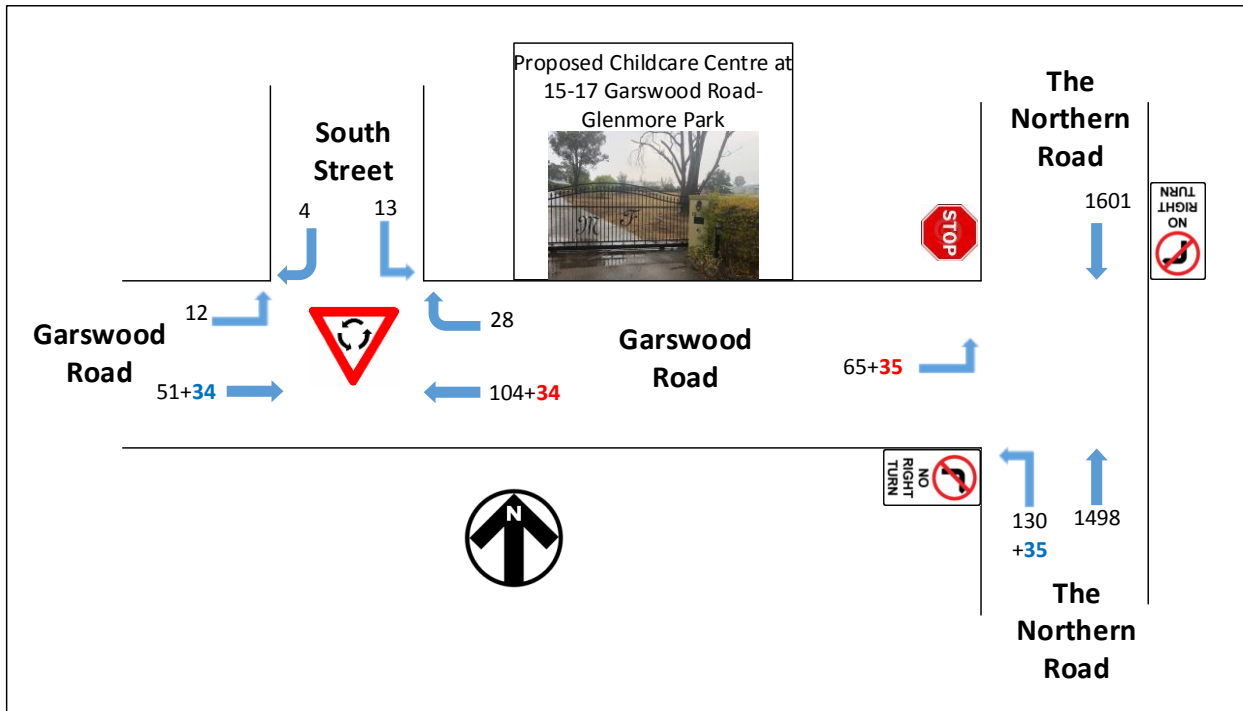 Proposed Childcare Centre at
15-17 Garswood Road-
Glenmore Park
M F
The
Northern
Road
South
Street
4
13
1601
NO
RIGHT
TURN
STOP
12
28
Garswood
Road
Garswood
Road
65+35
51+34
104+34
NO
RIGHT
TURN
N
130
+35
1498
The
Northern
Road